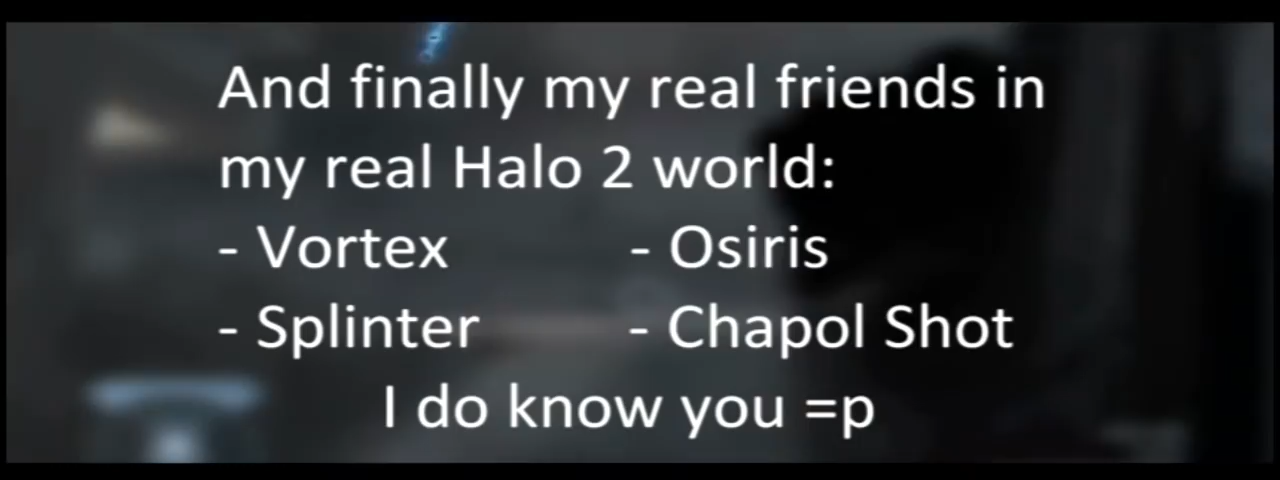 And finally my real friends in
my real Halo 2 world:
- Vortex - Osiris
- Splinter - Chapol Shot
I do know you =p